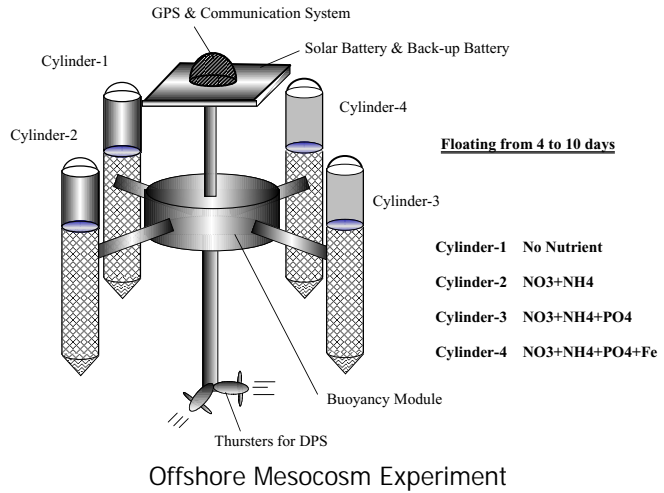 GPS & Communication System
Solar Battery & Back-up Battery
Cylinder-1
Cylinder-4
Cylinder-2
Floating from 4 to 10 days
Cylinder-3
Cylinder-1 No Nutrient
Cylinder-2 NO3+NH4
Cylinder-3 NO3+NH4+PO4
Cylinder-4 NO3+NH4+PO4+Fe
Buoyancy Module
Thursters for DPS
Offshore Mesocosm Experiment